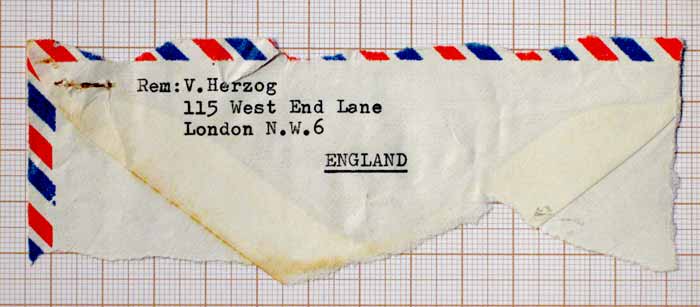 Rem:V.Herzog
115 West End Lane
London N.W.6
ENGLAND